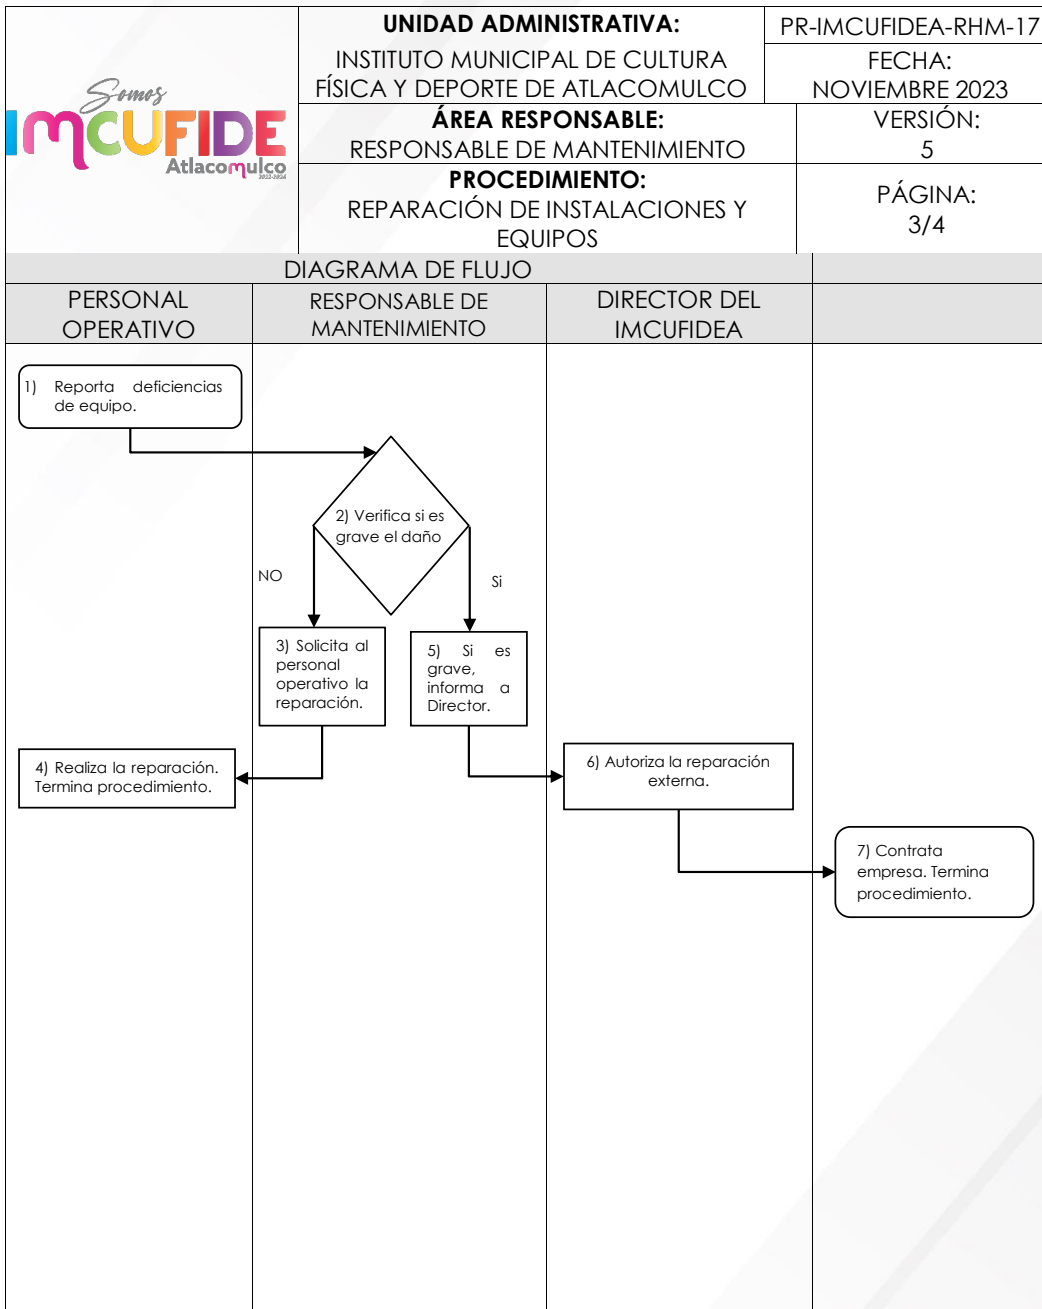 Somos
IMCUFIDE
Atlacomulco
2022-2024
UNIDAD ADMINISTRATIVA:
INSTITUTO MUNICIPAL DE CULTURA
FÍSICA Y DEPORTE DE ATLACOMULCO
PR-IMCUFIDEA-RHM-17
FECHA:
NOVIEMBRE 2023
ÁREA RESPONSABLE:
RESPONSABLE DE MANTENIMIENTO
VERSIÓN:
5
PROCEDIMIENTO:
REPARACIÓN DE INSTALACIONES Y
EQUIPOS
PÁGINA:
3/4
DIAGRAMA DE FLUJO
PERSONAL
OPERATIVO
RESPONSABLE DE
MANTENIMIENTO
DIRECTOR DEL
IMCUFIDEA
1) Reporta deficiencias
de equipo.
2) Verifica si es
grave el daño
NO
Si
3) Solicita al
personal
operativo la
reparación.
5) Si es
grave,
informa a
Director.
4) Realiza la reparación.
Termina procedimiento.
6) Autoriza la reparación
externa.
7) Contrata
empresa. Termina
procedimiento.